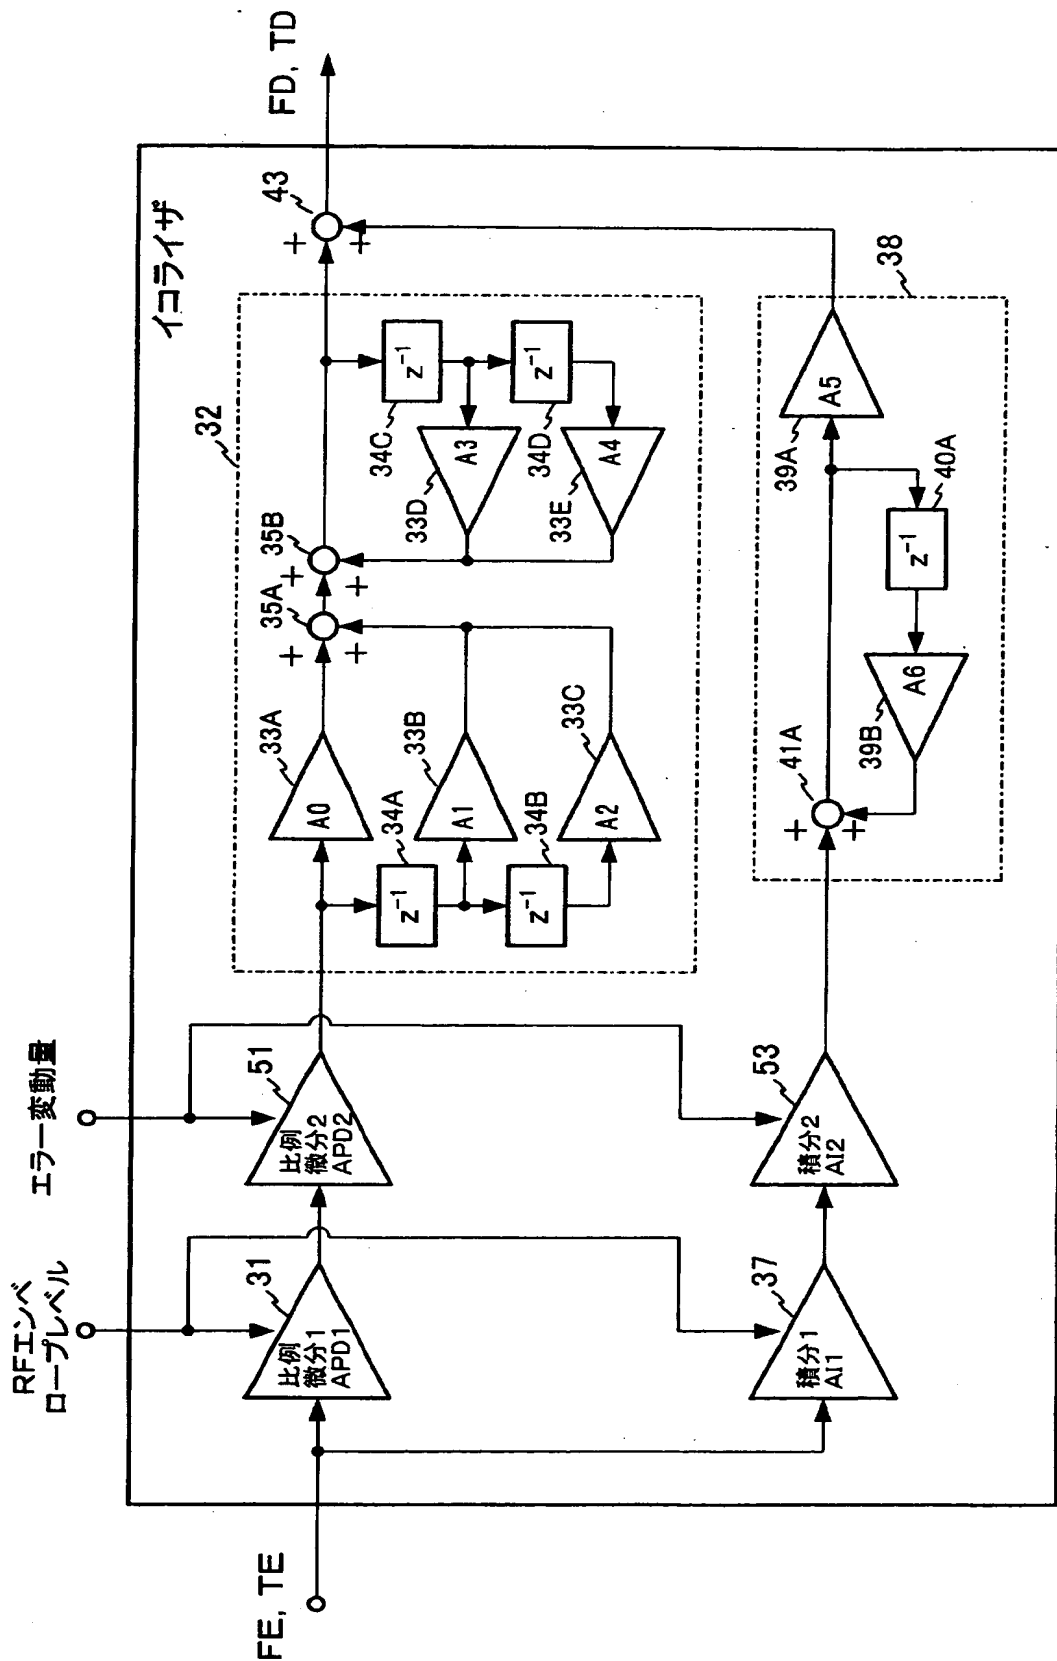 イコライザ
RFエンベ
ロープレベル
エラー変動量
FE, TE
比例
微分1
APD1
31
比例
微分2
APD2
51
32
A0
33A
z⁻¹
34A
A1
33B
z⁻¹
34B
A2
33C
+
+
35A
+
+
35B
z⁻¹
34C
A3
33D
z⁻¹
34D
A4
33E
+
+
43
FD, TD
積分1
AI1
37
積分2
AI2
53
38
+
+
41A
A5
39A
z⁻¹
40A
A6
39B